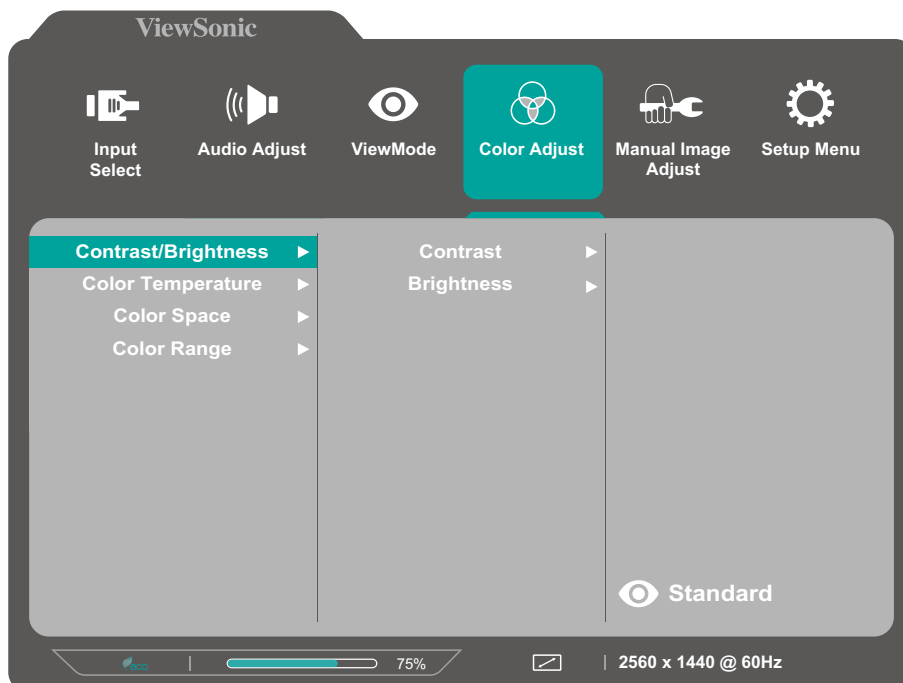 ViewSonic
Input
Select
Audio Adjust
ViewMode
Color Adjust
Manual Image
Adjust
Setup Menu
Contrast/Brightness
Color Temperature
Color Space
Color Range
Contrast
Brightness
Standard
eco
75%
2560 x 1440 @ 60Hz